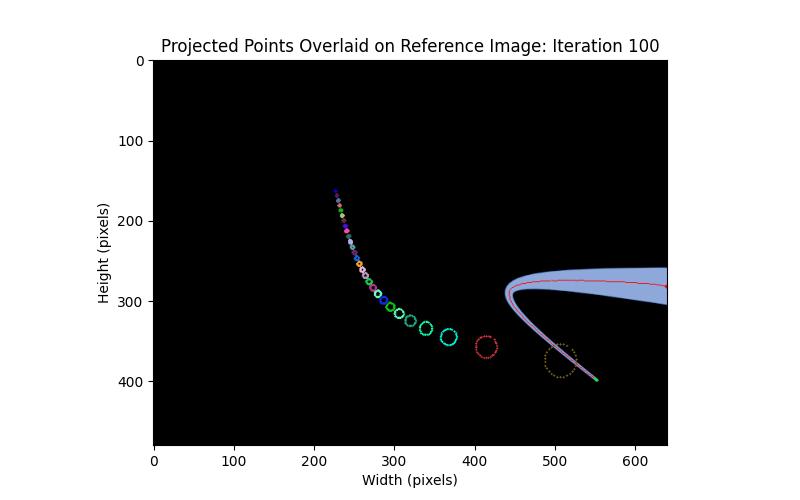 Projected Points Overlaid on Reference Image: Iteration 100
0
100
200
300
400
Height (pixels)
0 100 200 300 400 500 600
Width (pixels)